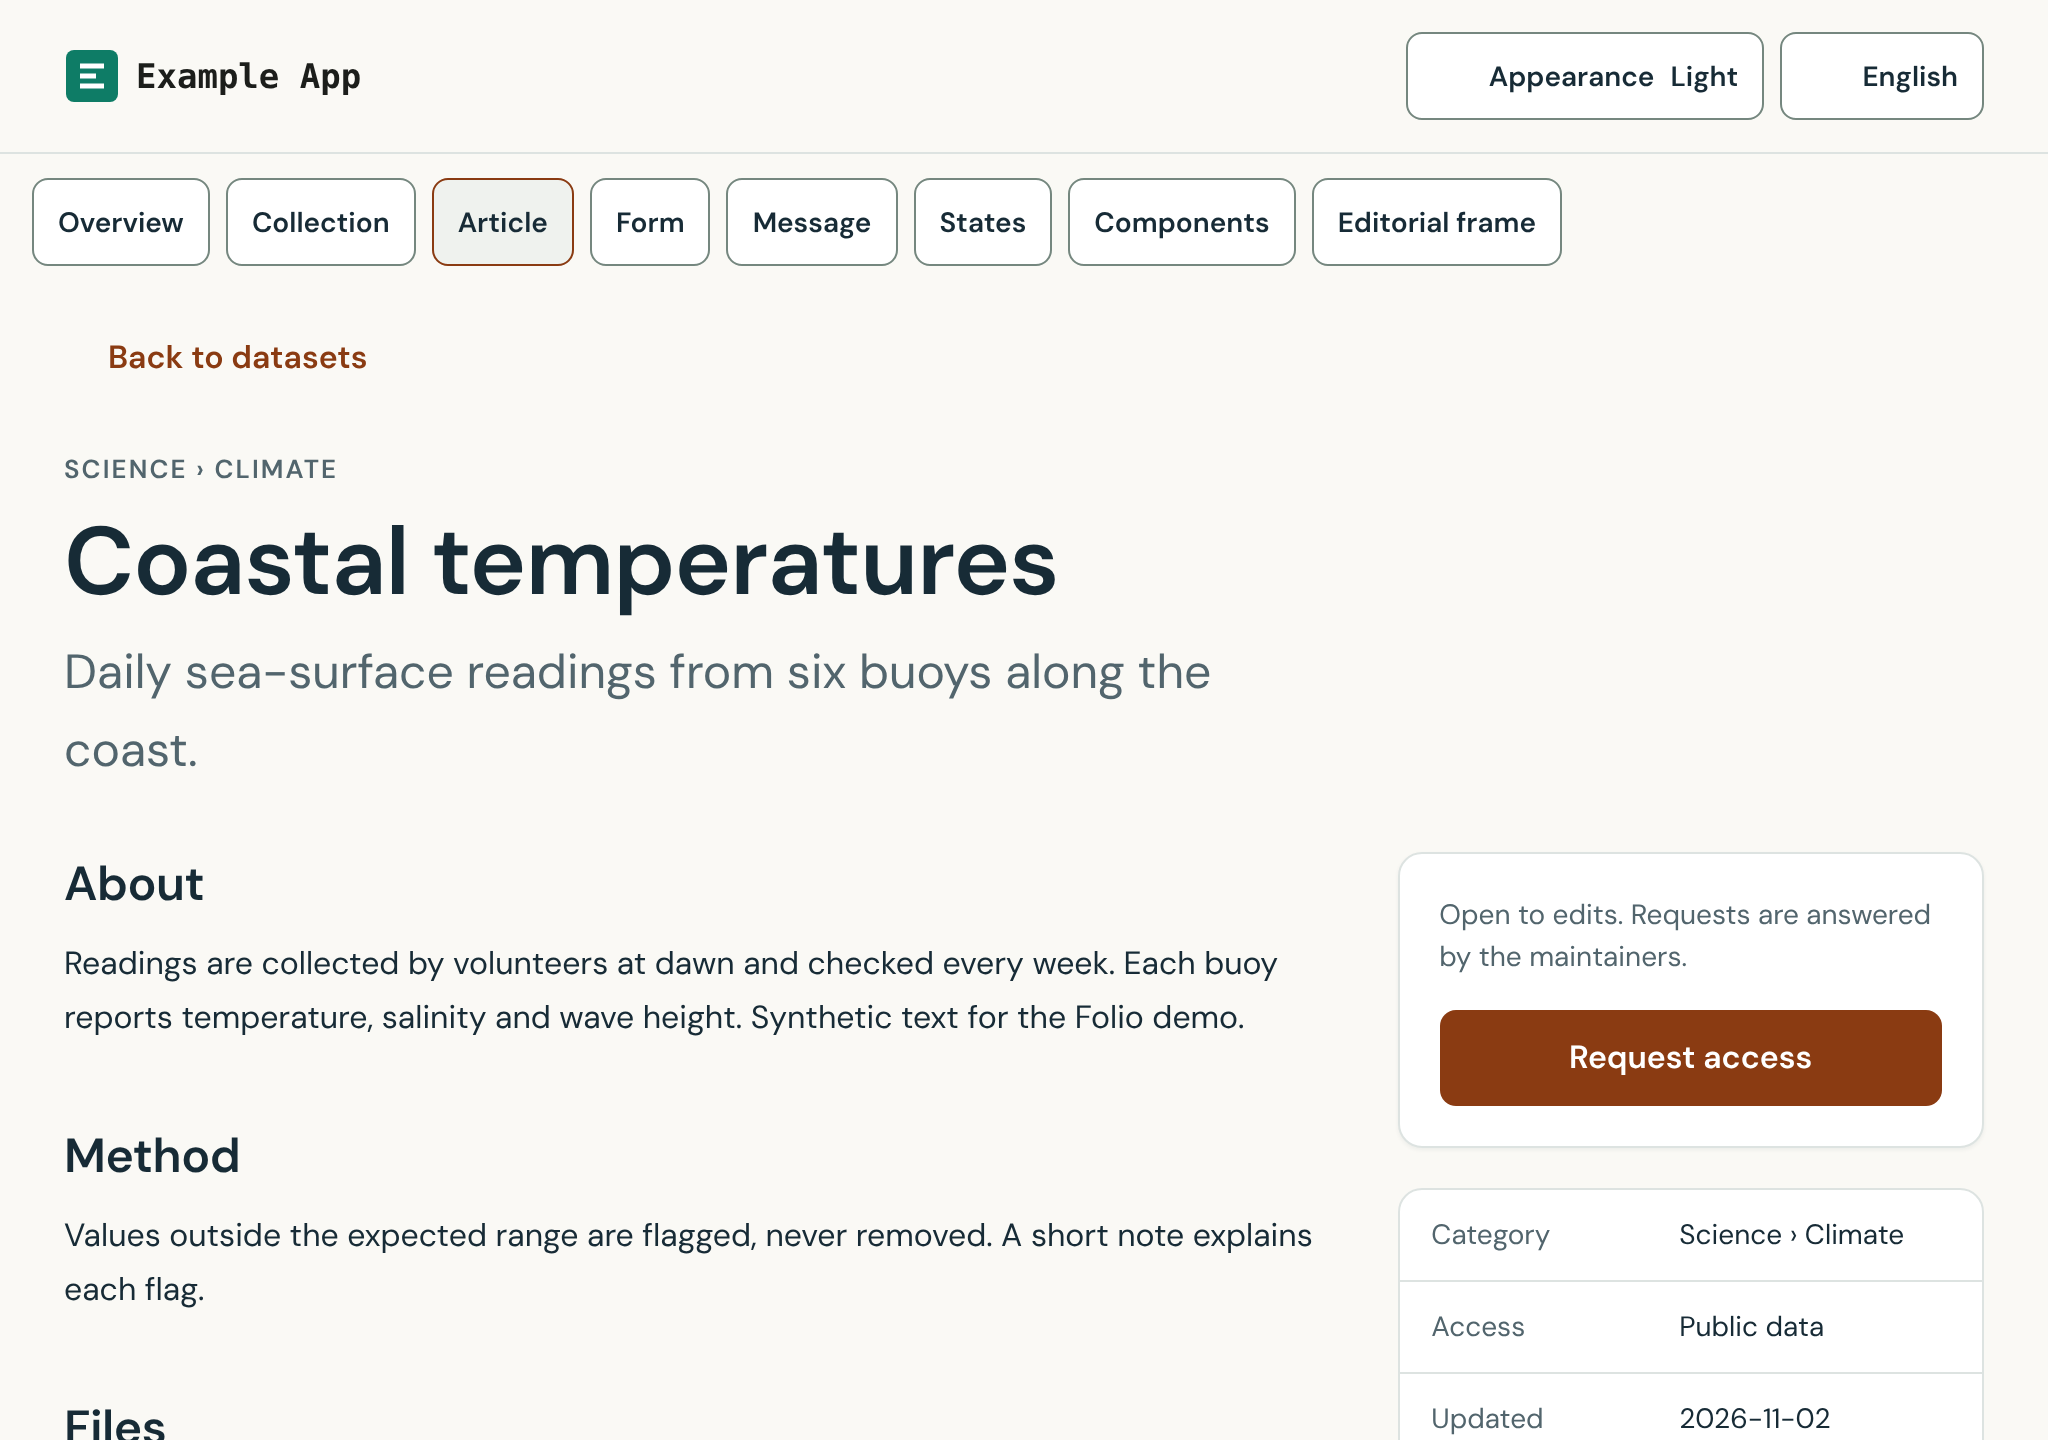 Example App
Appearance Light
English
Overview
Collection
Article
Form
Message
States
Components
Editorial frame
Back to datasets
SCIENCE › CLIMATE
Coastal temperatures
Daily sea-surface readings from six buoys along the
coast.
About
Readings are collected by volunteers at dawn and checked every week. Each buoy
reports temperature, salinity and wave height. Synthetic text for the Folio demo.
Method
Values outside the expected range are flagged, never removed. A short note explains
each flag.
Files
Open to edits. Requests are answered
by the maintainers.
Request access
Category Science › Climate
Access Public data
Updated 2026-11-02